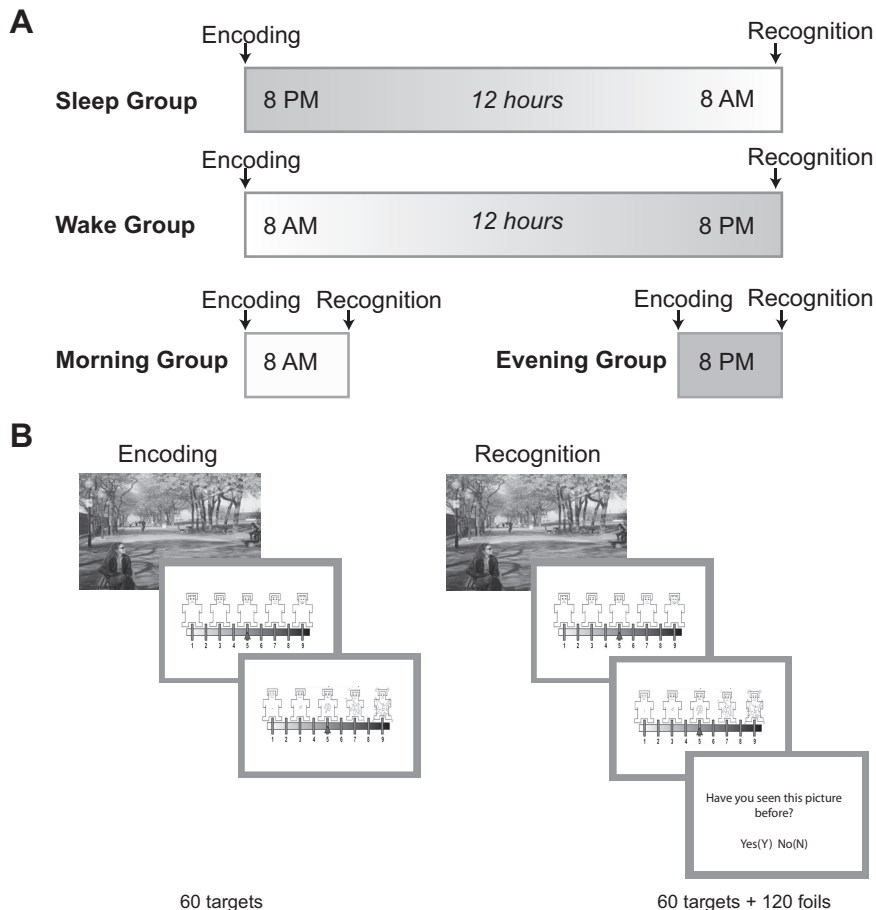 A
Encoding Recognition
Sleep Group 8 PM 12 hours 8 AM
Encoding Recognition
Wake Group 8 AM 12 hours 8 PM
Encoding Recognition Encoding Recognition
Morning Group 8 AM Evening Group 8 PM
B
Encoding Recognition
1 2 3 4 5 6 7 8 9 1 2 3 4 5 6 7 8 9
1 2 3 4 5 6 7 8 9 1 2 3 4 5 6 7 8 9
Have you seen this picture
before?
Yes(Y) No(N)
60 targets 60 targets + 120 foils